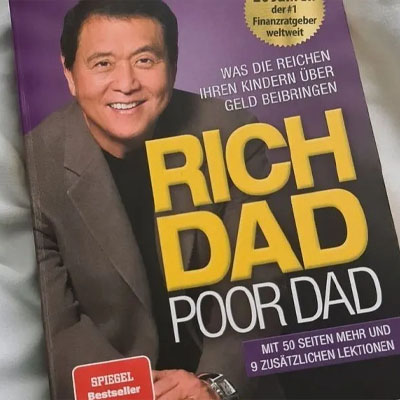 der #1
Finanzratgeber
weltweit
WAS DIE REICHEN
IHREN KINDERN ÜBER
GELD BEIBRINGEN
RICH
DAD
POOR DAD
MIT 50 SEITEN MEHR UND
9 ZUSÄTZLICHEN LEKTIONEN
SPIEGEL
Bestseller